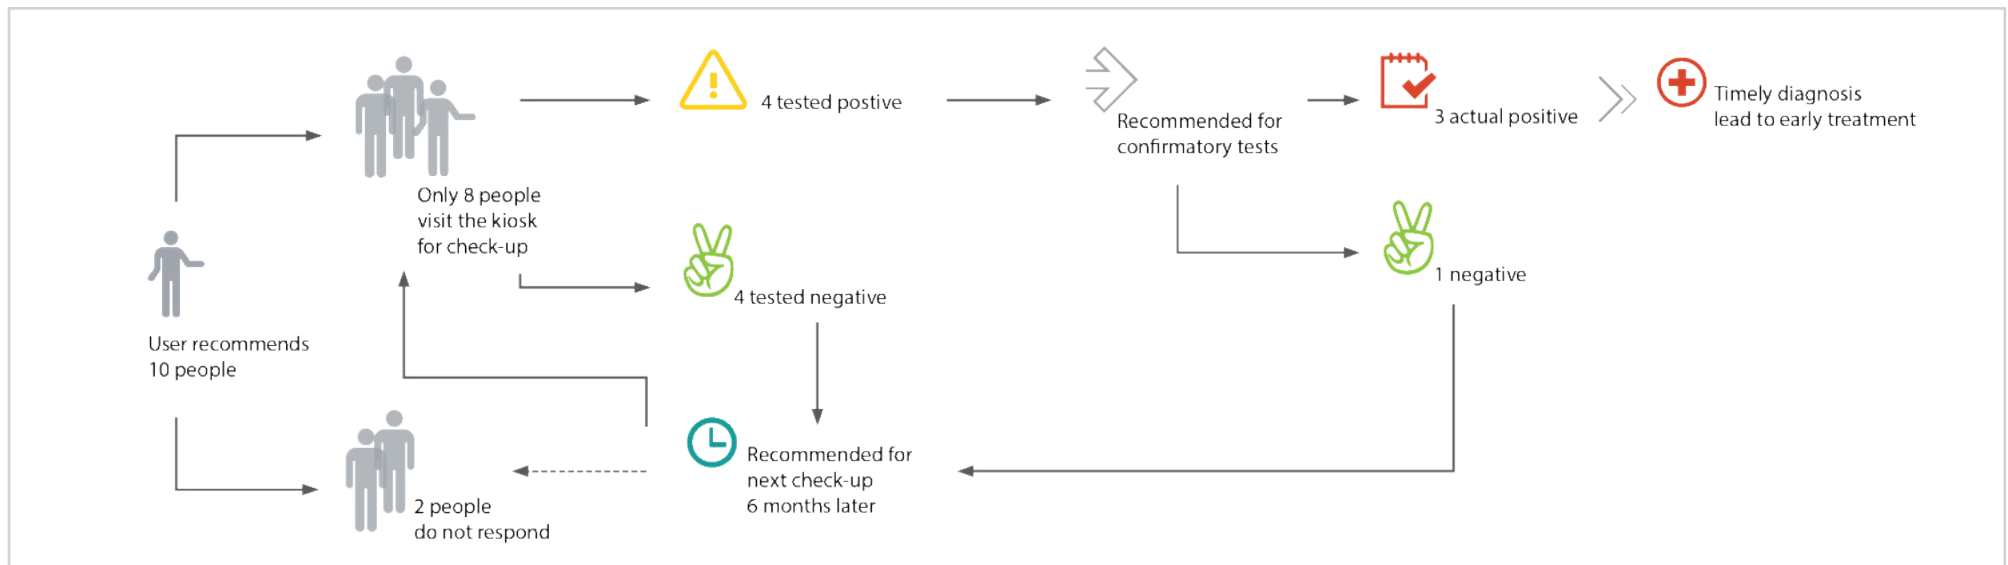 User recommends
10 people
Only 8 people
visit the kiosk
for check-up
2 people
do not respond
4 tested postive
4 tested negative
Recommended for
next check-up
6 months later
Recommended for
confirmatory tests
3 actual positive
1 negative
Timely diagnosis
lead to early treatment